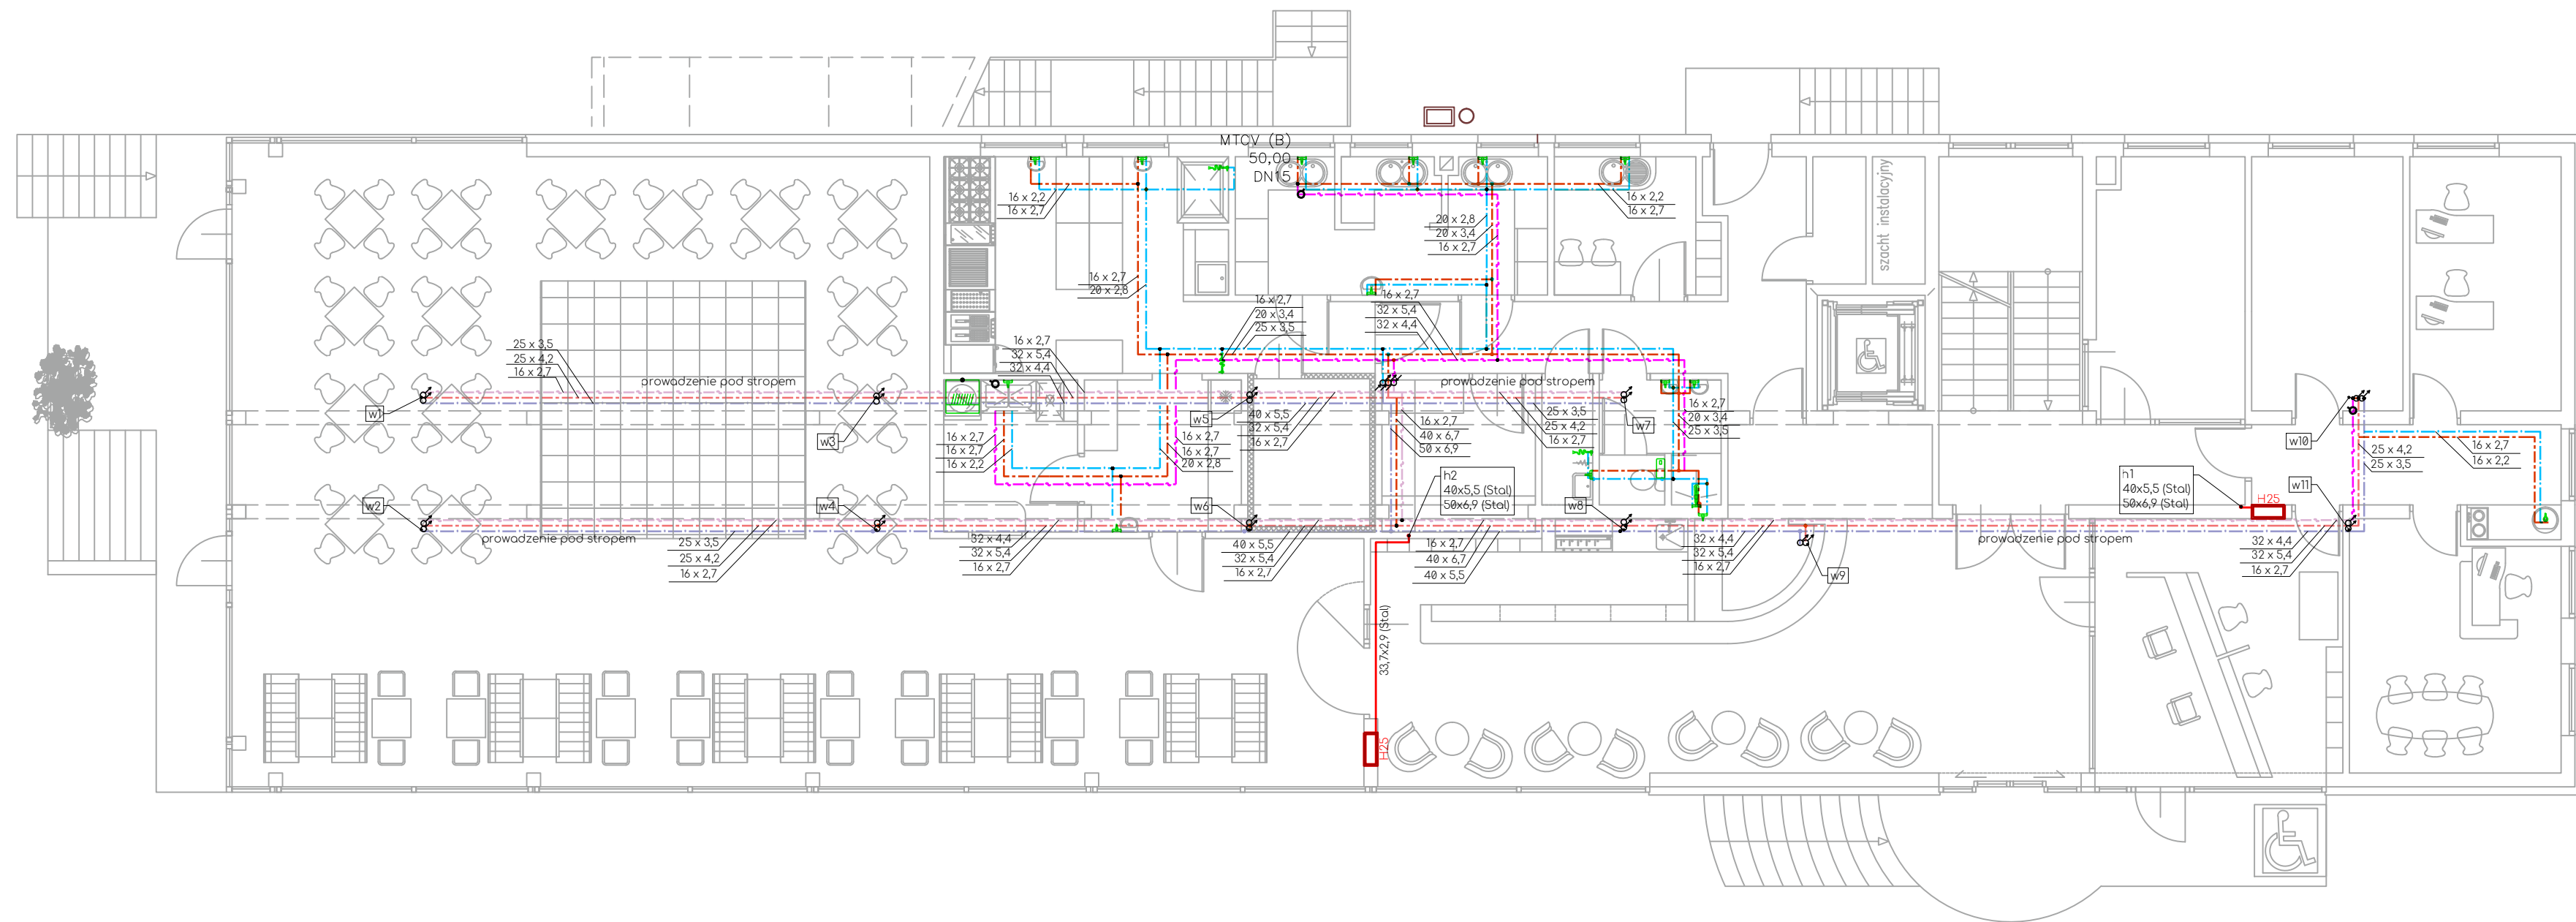 MTCV (B)
50,00
DN15
16 x 2,2
16 x 2,7
20 x 2,8
20 x 3,4
16 x 2,7
16 x 2,2
16 x 2,7
szacht instalacyjny
16 x 2,7
20 x 2,8
16 x 2,7
20 x 3,4
25 x 3,5
16 x 2,7
32 x 5,4
32 x 4,4
25 x 3,5
25 x 4,2
16 x 2,7
16 x 2,7
32 x 5,4
32 x 4,4
prowadzenie pod stropem
prowadzenie pod stropem
w1
w3
w5
w7
w10
40 x 5,5
32 x 5,4
16 x 2,7
16 x 2,7
40 x 6,7
50 x 6,9
25 x 3,5
25 x 4,2
16 x 2,7
16 x 2,7
20 x 3,4
25 x 3,5
16 x 2,7
16 x 2,7
16 x 2,2
16 x 2,7
16 x 2,7
20 x 2,8
25 x 4,2
25 x 3,5
16 x 2,7
16 x 2,2
h2
40x5,5 (Stal)
50x6,9 (Stal)
h1
40x5,5 (Stal)
50x6,9 (Stal)
H25
w2
w4
w6
w8
w11
w9
prowadzenie pod stropem
25 x 3,5
25 x 4,2
16 x 2,7
32 x 4,4
32 x 5,4
16 x 2,7
40 x 5,5
32 x 5,4
16 x 2,7
16 x 2,7
40 x 6,7
40 x 5,5
32 x 4,4
32 x 5,4
16 x 2,7
prowadzenie pod stropem
32 x 4,4
32 x 5,4
16 x 2,7
33,7x2,9 (Stal)
H25